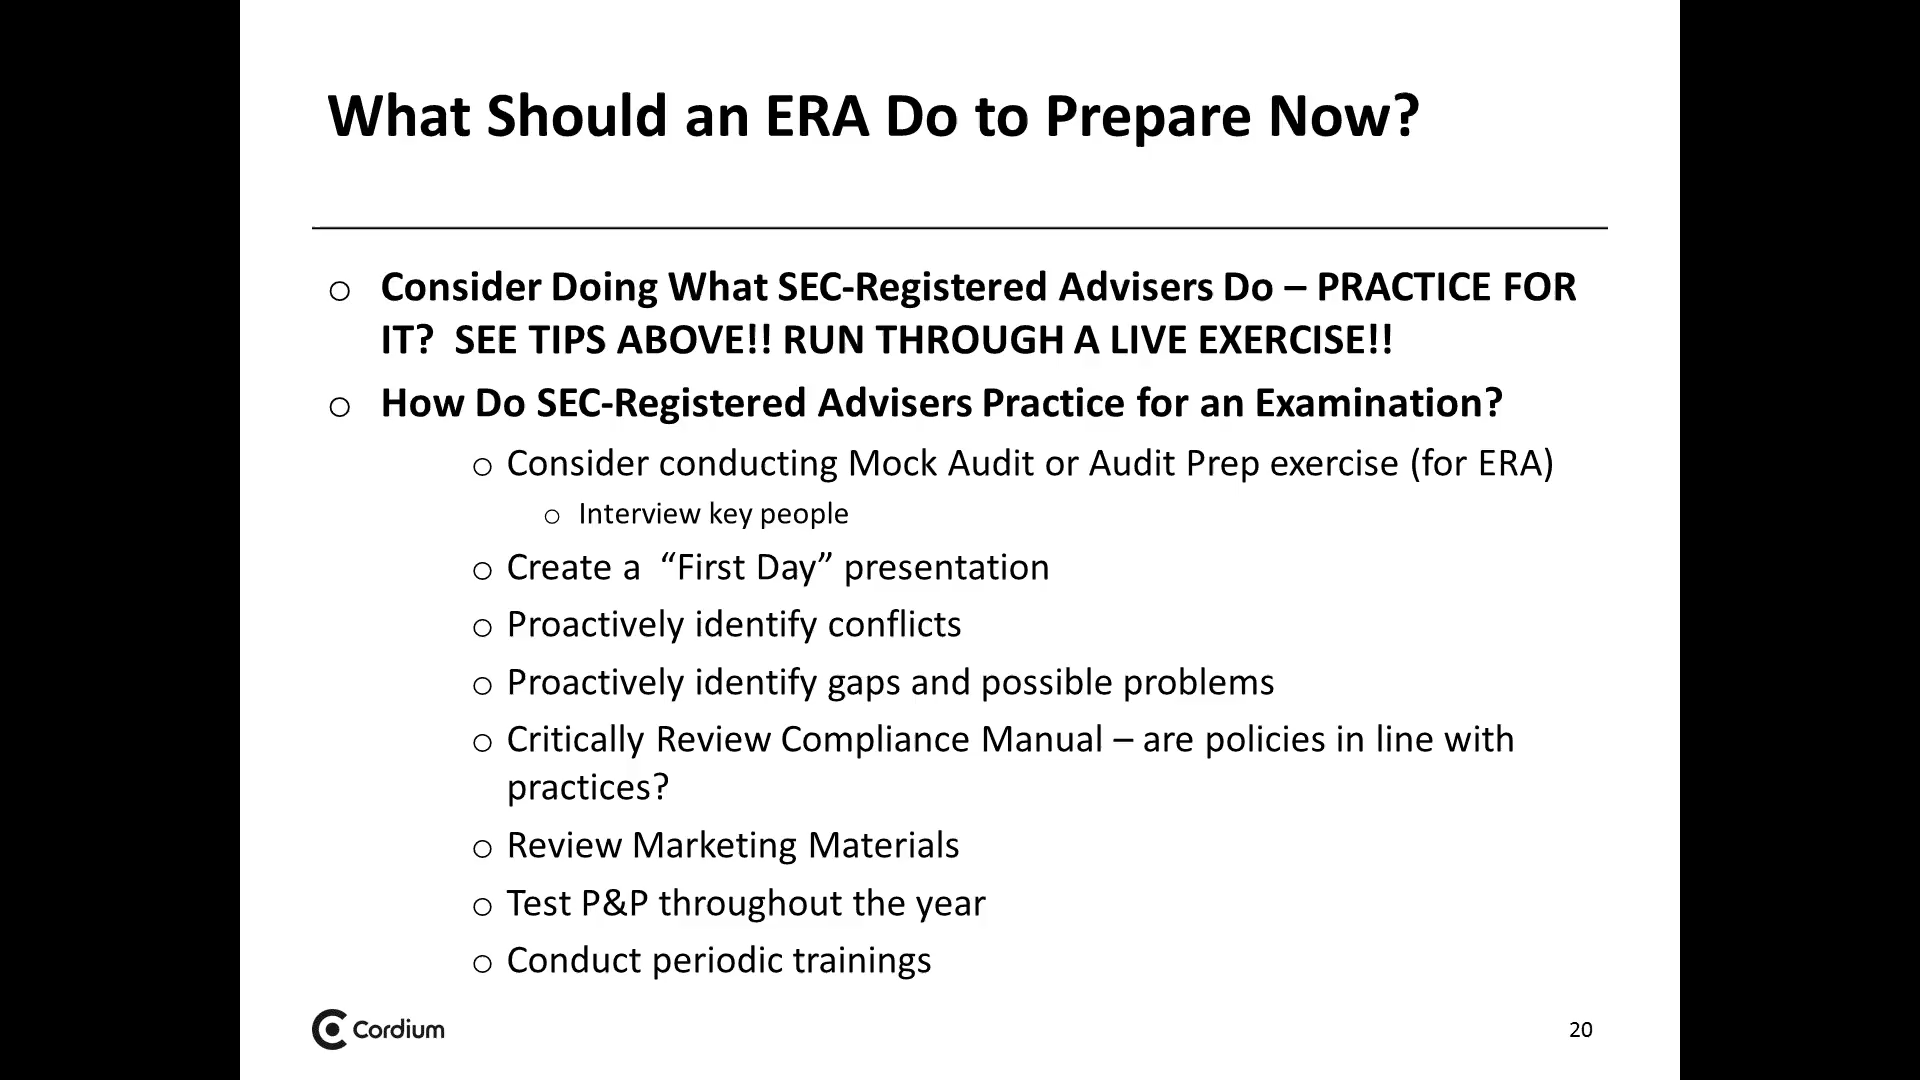 What Should an ERA Do to Prepare Now?
o Consider Doing What SEC-Registered Advisers Do – PRACTICE FOR
IT?  SEE TIPS ABOVE!! RUN THROUGH A LIVE EXERCISE!!
o How Do SEC-Registered Advisers Practice for an Examination?
o Consider conducting Mock Audit or Audit Prep exercise (for ERA)
o Interview key people
o Create a  “First Day” presentation
o Proactively identify conflicts
o Proactively identify gaps and possible problems
o Critically Review Compliance Manual – are policies in line with
practices?
o Review Marketing Materials
o Test P&P throughout the year
o Conduct periodic trainings
Cordium
20